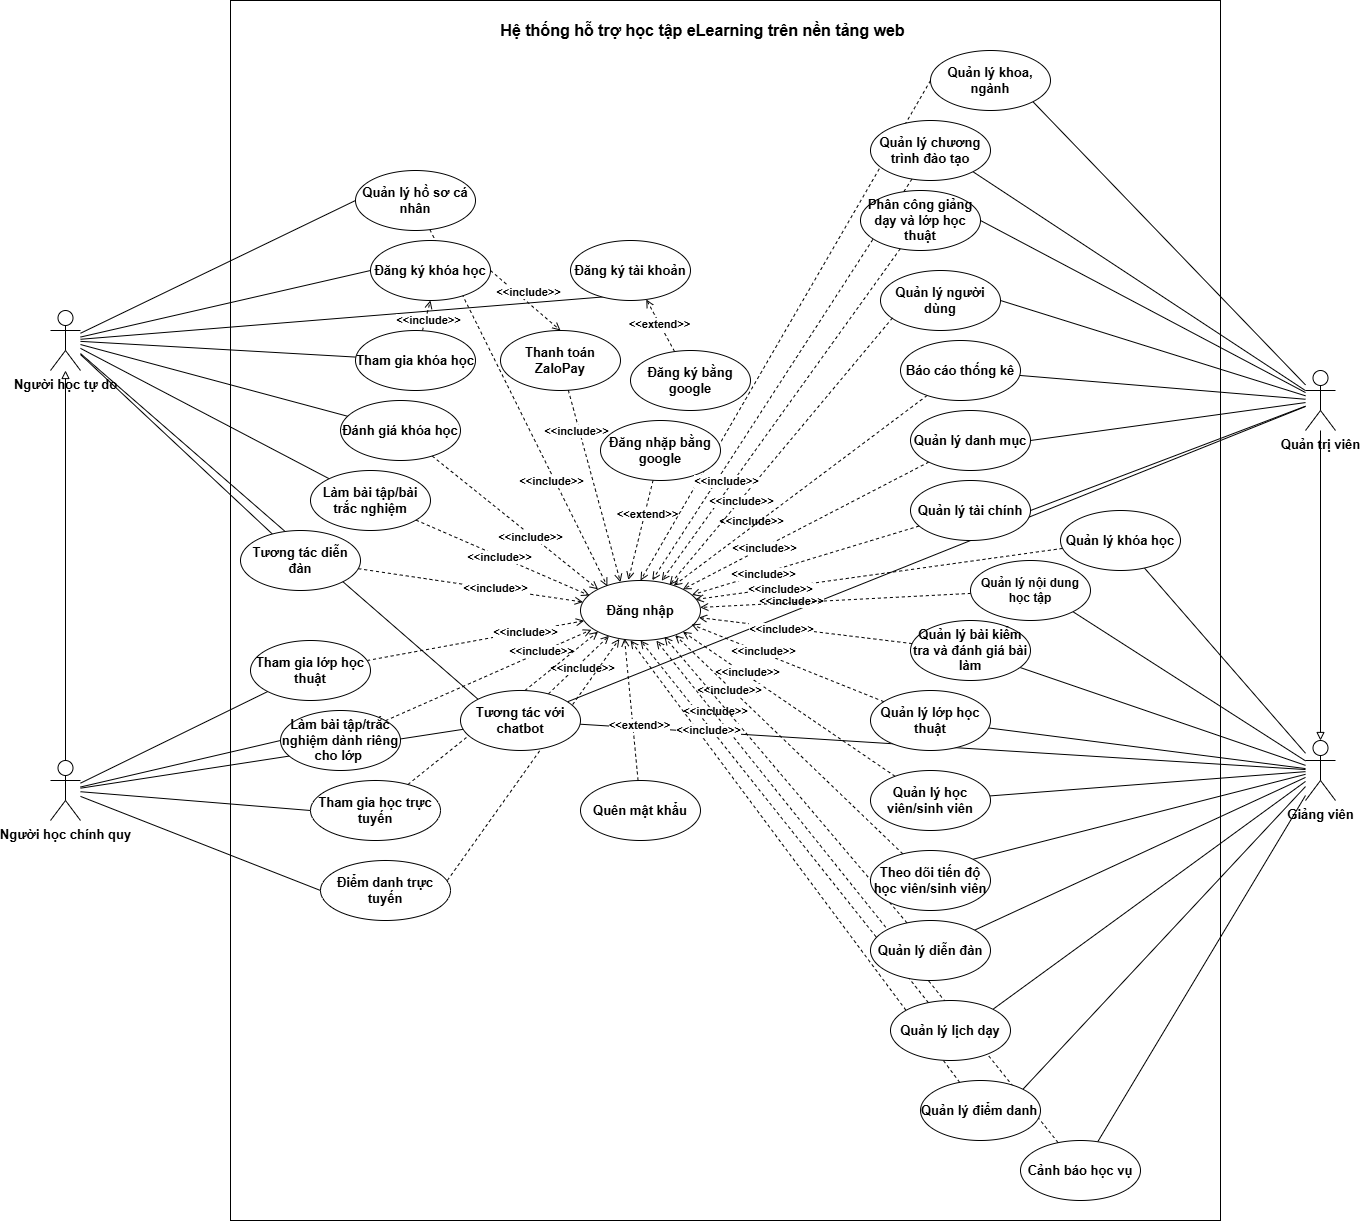 Hệ thống hỗ trợ học tập eLearning trên nền tảng web
Quản lý khoa,
ngành
Quản lý chương
trình đào tạo
Phân công giảng
dạy và lớp học
thuật
Quản lý hồ sơ cá
nhân
Đăng ký khóa học
Đăng ký tài khoản
<<include>>
Quản lý người
dùng
<<include>>
<<extend>>
Tham gia khóa học
Thanh toán
ZaloPay
Đăng ký bằng
google
Báo cáo thống kê
Người học tự do
Quản trị viên
Đánh giá khóa học
<<include>>
Đăng nhập bằng
google
Quản lý danh mục
Làm bài tập/bài
trắc nghiệm
<<include>>
<<include>>
<<include>>
<<extend>>
<<include>>
Quản lý tài chính
Tương tác diễn
đàn
<<include>>
<<include>>
<<include>>
Quản lý khóa học
<<include>>
<<include>>
<<include>>
<<include>>
Quản lý nội dung
học tập
Đăng nhập
<<include>>
<<include>>
Quản lý bài kiểm
tra và đánh giá bài
làm
Tham gia lớp học
thuật
<<include>>
<<include>>
<<include>>
<<include>>
<<include>>
Làm bài tập/trắc
nghiệm dành riêng
cho lớp
Tương tác với
chatbot
<<extend>>
<<include>>
<<include>>
Quản lý lớp học
thuật
Tham gia học trực
tuyến
Quên mật khẩu
Quản lý học
viên/sinh viên
Người học chính quy
Giảng viên
Điểm danh trực
tuyến
Theo dõi tiến độ
học viên/sinh viên
Quản lý diễn đàn
Quản lý lịch dạy
Quản lý điểm danh
Cảnh báo học vụ